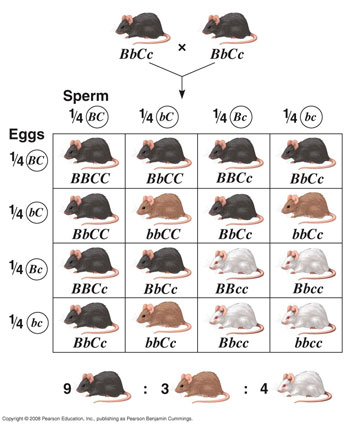 BbCc × BbCc
Sperm
1/4 BC 1/4 bC 1/4 Bc 1/4 bc
Eggs
1/4 BC BBCC BbCC BBCc BbCc
1/4 bC BbCC bbCC BbCc bbCc
1/4 Bc BBCc BbCc BBcc Bbcc
1/4 bc BbCc bbCc Bbcc bbcc
9 : 3 : 4
Copyright © 2008 Pearson Education, Inc., publishing as Pearson Benjamin Cummings.